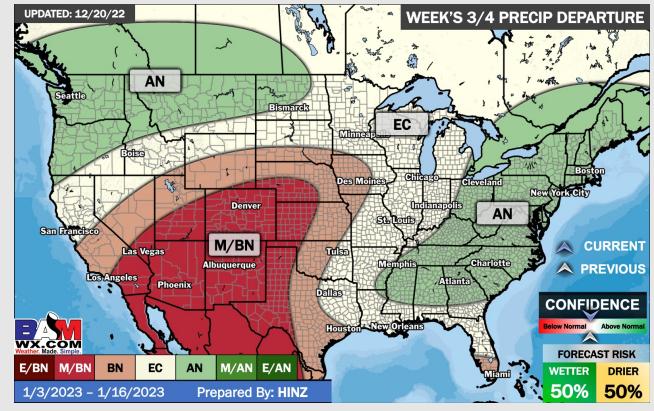 UPDATED: 12/20/22
WEEK'S 3/4 PRECIP DEPARTURE
Seattle
AN
Bismarck
Minneap
EC
Boise
Des Moines
Chicago
Cleveland
Boston
New York City
Indianapolis
Denver
St. Louis
AN
San Francisco
M/BN
Las Vegas
Albuquerque
Tulsa
Memphis
Charlotte
Los Angeles
Phoenix
Atlanta
Dallas
Houston
New Orleans
Miami
CURRENT
PREVIOUS
CONFIDENCE
Below Normal
Above Normal
FORECAST RISK
WETTER
50%
DRIER
50%
BAM
WX.COM
Weather. Made. Simple.
E/BN M/BN BN EC AN M/AN E/AN
1/3/2023 – 1/16/2023 Prepared By: HINZ